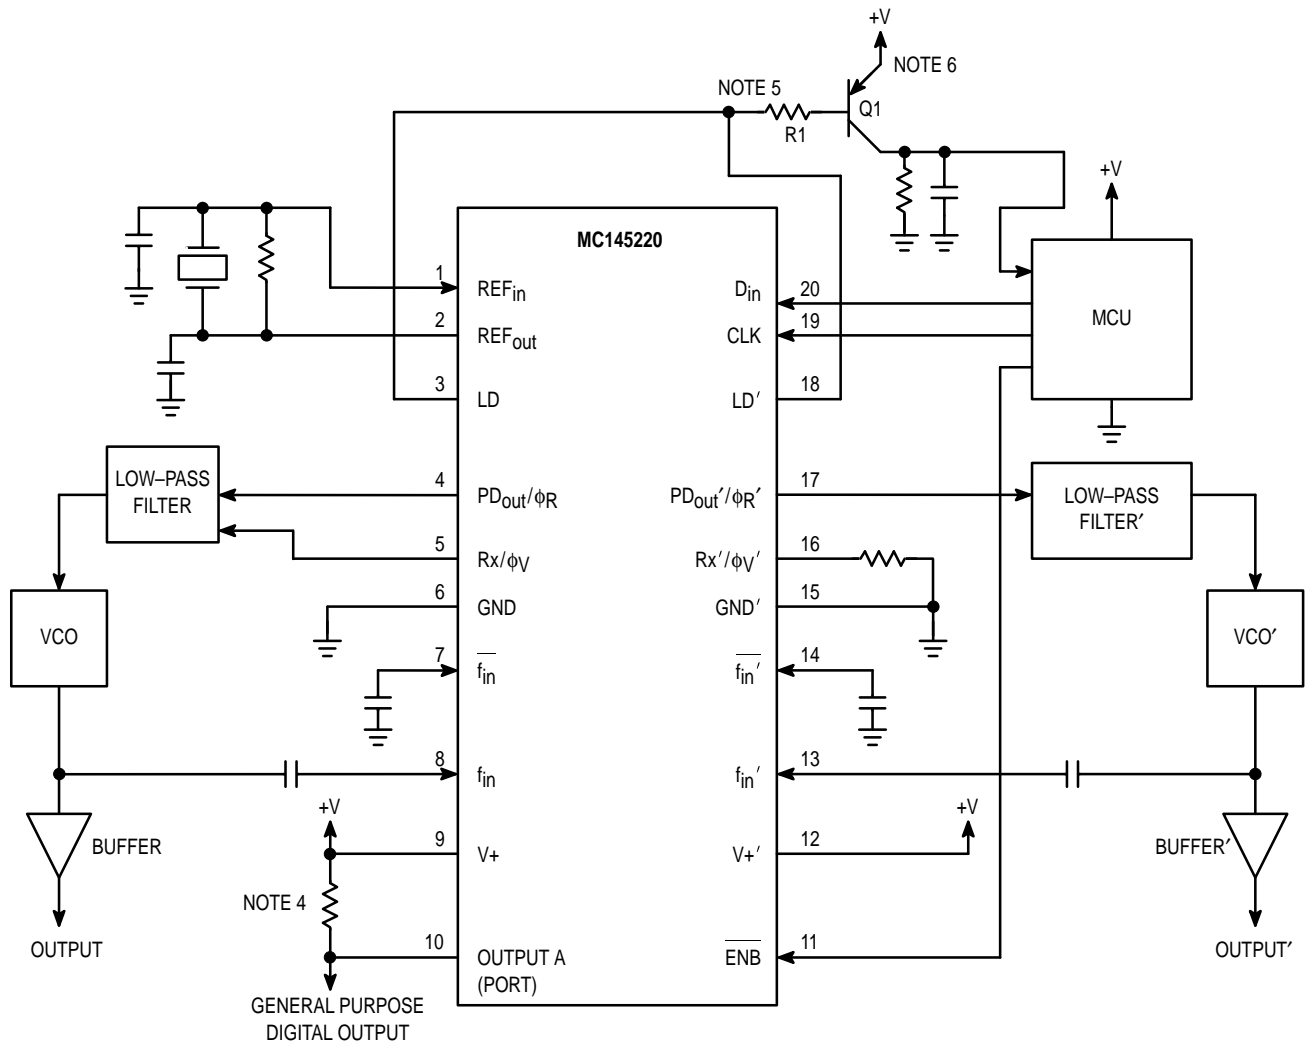 +V
NOTE 6
NOTE 5
Q1
R1
+V
MC145220
1
REFin
Din
20
MCU
2
REFout
CLK
19
3
LD
LD′
18
LOW–PASS
FILTER
4
PDout/ϕR
PDout′/ϕR′
17
LOW–PASS
FILTER′
5
Rx/ϕV
Rx′/ϕV′
16
6
GND
GND′
15
VCO
VCO′
7
f̅i̅n̅
f̅i̅n̅′
14
8
fin
fin′
13
+V
+V
BUFFER
9
V+
V+′
12
BUFFER′
NOTE 4
OUTPUT
10
OUTPUT A
(PORT)
E̅N̅B̅
11
OUTPUT′
GENERAL PURPOSE
DIGITAL OUTPUT